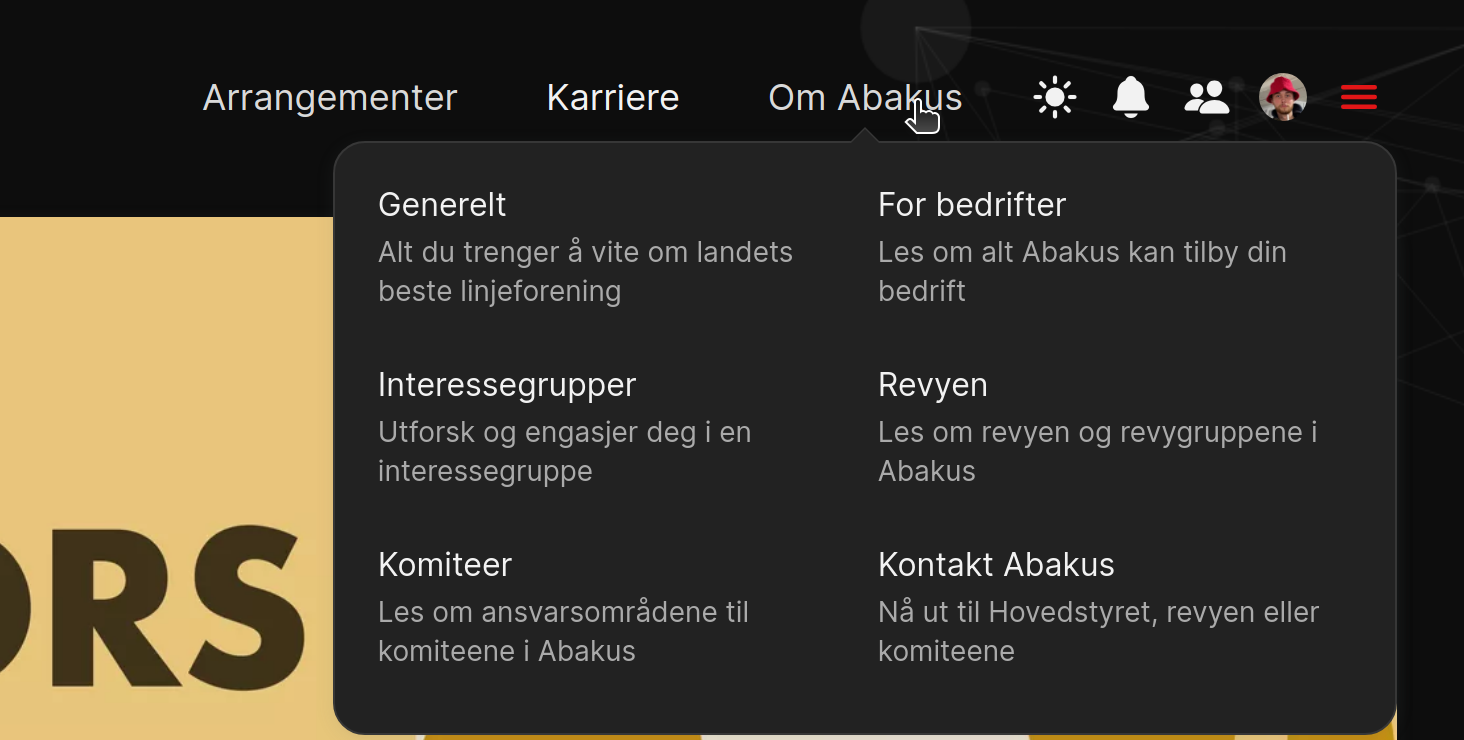 Arrangementer
Karriere
Om Abakus
Generelt
Alt du trenger å vite om landets
beste linjeforening
For bedrifter
Les om alt Abakus kan tilby din
bedrift
Interessegrupper
Utforsk og engasjer deg i en
interessegruppe
Revyen
Les om revyen og revygruppene i
Abakus
Komiteer
Les om ansvarsområdene til
komiteene i Abakus
Kontakt Abakus
Nå ut til Hovedstyret, revyen eller
komiteene
ORS